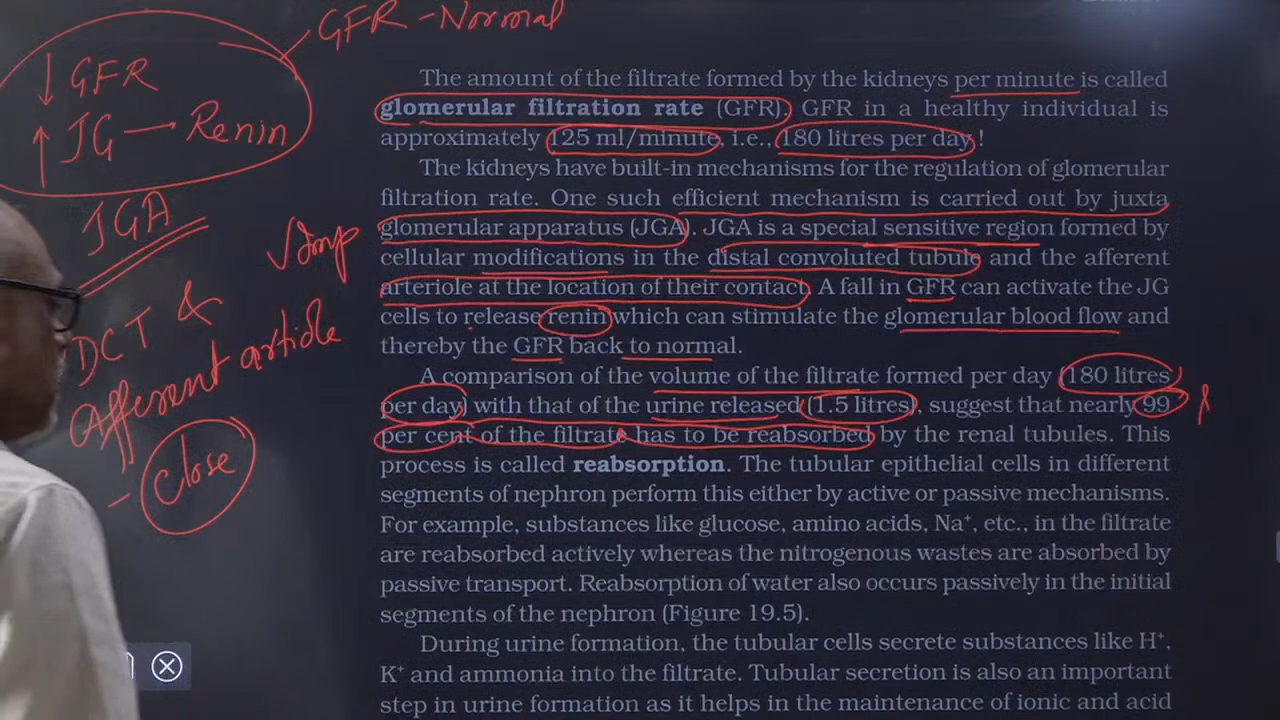 GFR - Normal
↓ GFR
↑ JG → Renin
JGA
√Imp
DCT &
Afferent article
- close
The amount of the filtrate formed by the kidneys per minute is called
glomerular filtration rate (GFR). GFR in a healthy individual is
approximately 125 ml/minute, i.e., 180 litres per day!
The kidneys have built-in mechanisms for the regulation of glomerular
filtration rate. One such efficient mechanism is carried out by juxta
glomerular apparatus (JGA). JGA is a special sensitive region formed by
cellular modifications in the distal convoluted tubule and the afferent
arteriole at the location of their contact. A fall in GFR can activate the JG
cells to release renin which can stimulate the glomerular blood flow and
thereby the GFR back to normal.
A comparison of the volume of the filtrate formed per day (180 litres
per day) with that of the urine released (1.5 litres), suggest that nearly 99
per cent of the filtrate has to be reabsorbed by the renal tubules. This
process is called reabsorption. The tubular epithelial cells in different
segments of nephron perform this either by active or passive mechanisms.
For example, substances like glucose, amino acids, Na⁺, etc., in the filtrate
are reabsorbed actively whereas the nitrogenous wastes are absorbed by
passive transport. Reabsorption of water also occurs passively in the initial
segments of the nephron (Figure 19.5).
During urine formation, the tubular cells secrete substances like H⁺,
K⁺ and ammonia into the filtrate. Tubular secretion is also an important
step in urine formation as it helps in the maintenance of ionic and acid